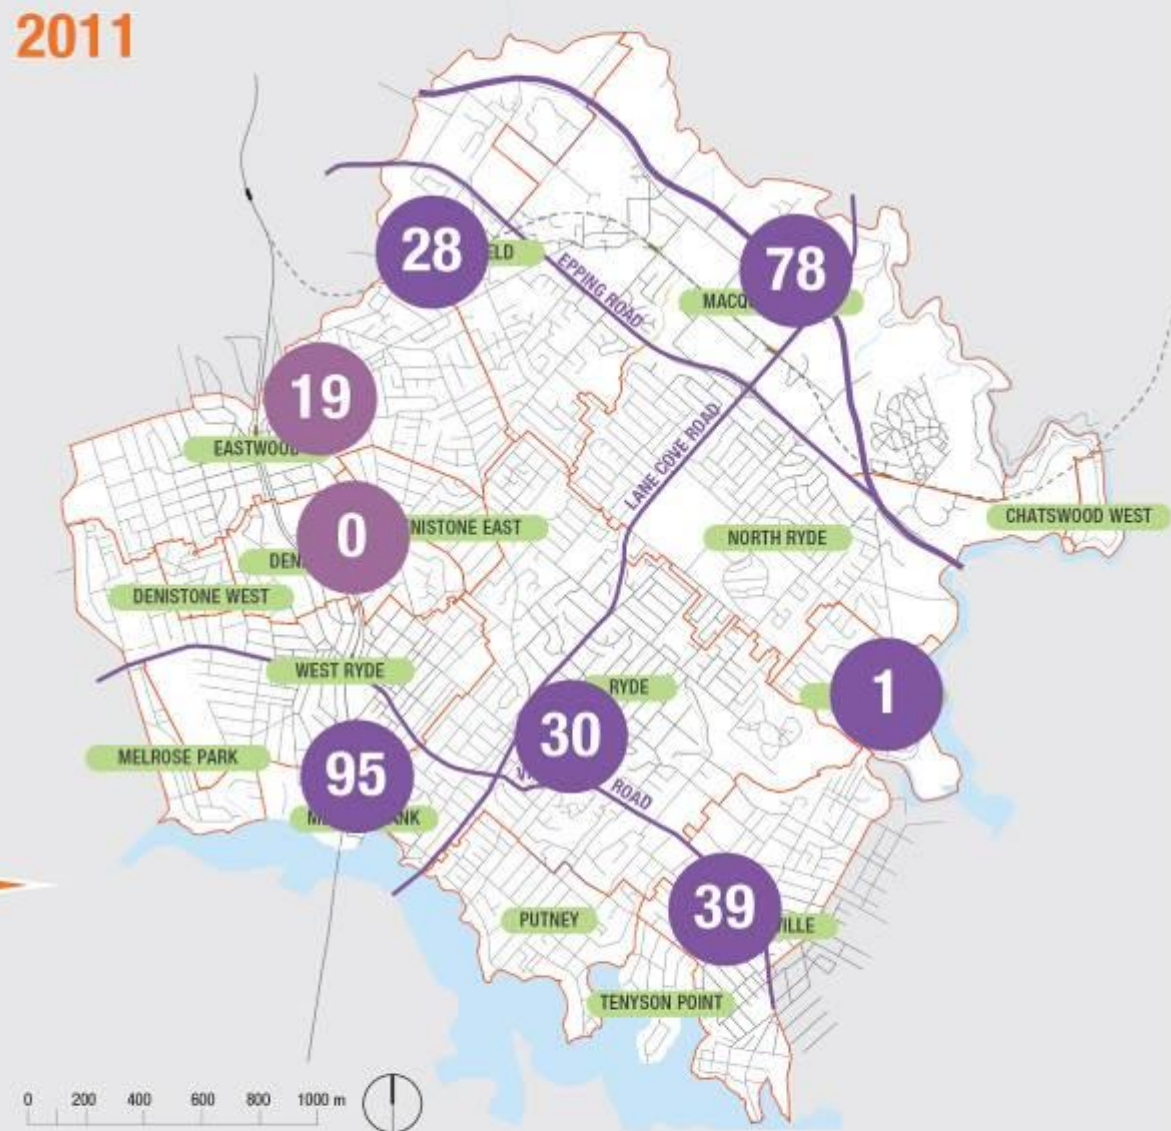 2011
28
ELD
EPPING ROAD
78
MACQ
19
EASTWOOD
LANE COVE ROAD
0
NISTONE EAST
DEN
NORTH RYDE
CHATSWOOD WEST
DENISTONE WEST
WEST RYDE
RYDE
1
30
MELROSE PARK
95
ROAD
M
ANK
39
VILLE
PUTNEY
TENYSON POINT
0 200 400 600 800 1000 m